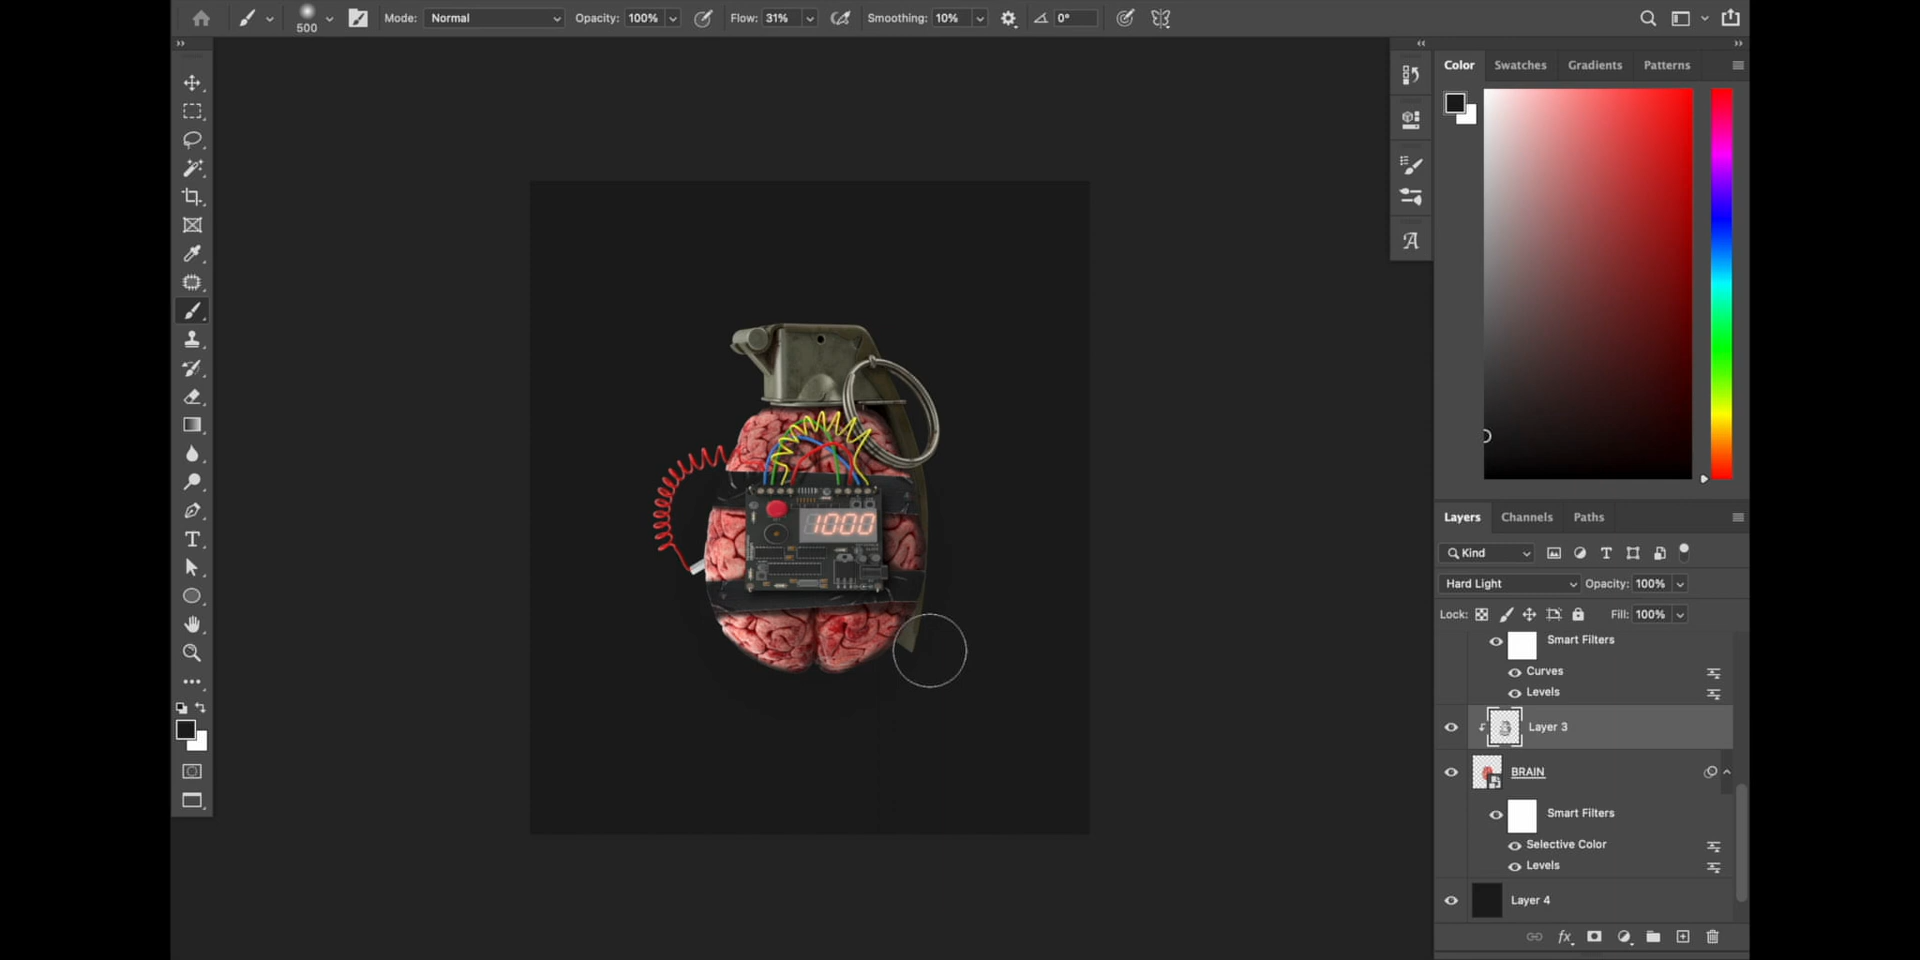 500
Mode: Normal
Opacity: 100%
Flow: 31%
Smoothing: 10%
0°
Color Swatches Gradients Patterns
1000
Layers Channels Paths
Kind
Hard Light Opacity: 100%
Lock: Fill: 100%
Smart Filters
Curves
Levels
Layer 3
BRAIN
Smart Filters
Selective Color
Levels
Layer 4
fx